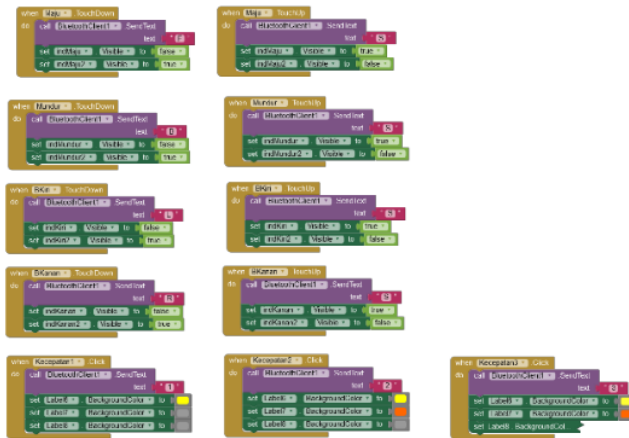 when Maju .TouchDown
do call BluetoothClient1 .SendText
text "F"
set indMaju . Visible to false
set indMaju2 . Visible to true
when Maju .TouchUp
do call BluetoothClient1 .SendText
text "S"
set indMaju . Visible to true
set indMaju2 . Visible to false
when Mundur .TouchDown
do call BluetoothClient1 .SendText
text
set indMundur . Visible to false
set indMundur2 . Visible to true
when Mundur .TouchUp
do call BluetoothClient1 .SendText
text "S"
set indMundur . Visible to true
set indMundur2 . Visible to false
when BKiri .TouchDown
do call BluetoothClient1 .SendText
text "L"
set indKiri . Visible to false
set indKiri2 . Visible to true
when BKiri .TouchUp
do call BluetoothClient1 .SendText
text "S"
set indKiri . Visible to true
set indKiri2 . Visible to false
when BKanan .TouchDown
do call BluetoothClient1 .SendText
text "R"
set indKanan . Visible to false
set indKanan2 . Visible to true
when BKanan .TouchUp
do call BluetoothClient1 .SendText
text "S"
set indKanan . Visible to true
set indKanan2 . Visible to false
when Kecepatan1 .Click
do call BluetoothClient1 .SendText
text "1"
set Label6 . BackgroundColor to
set Label7 . BackgroundColor to
set Label8 . BackgroundColor to
when Kecepatan2 .Click
do call BluetoothClient1 .SendText
text "2"
set Label6 . BackgroundColor to
set Label7 . BackgroundColor to
set Label8 . BackgroundColor to
when Kecepatan3 .Click
do call BluetoothClient1 .SendText
text
set Label6 . BackgroundColor to
set Label7 . BackgroundColor to
set Label8 . BackgroundCol...